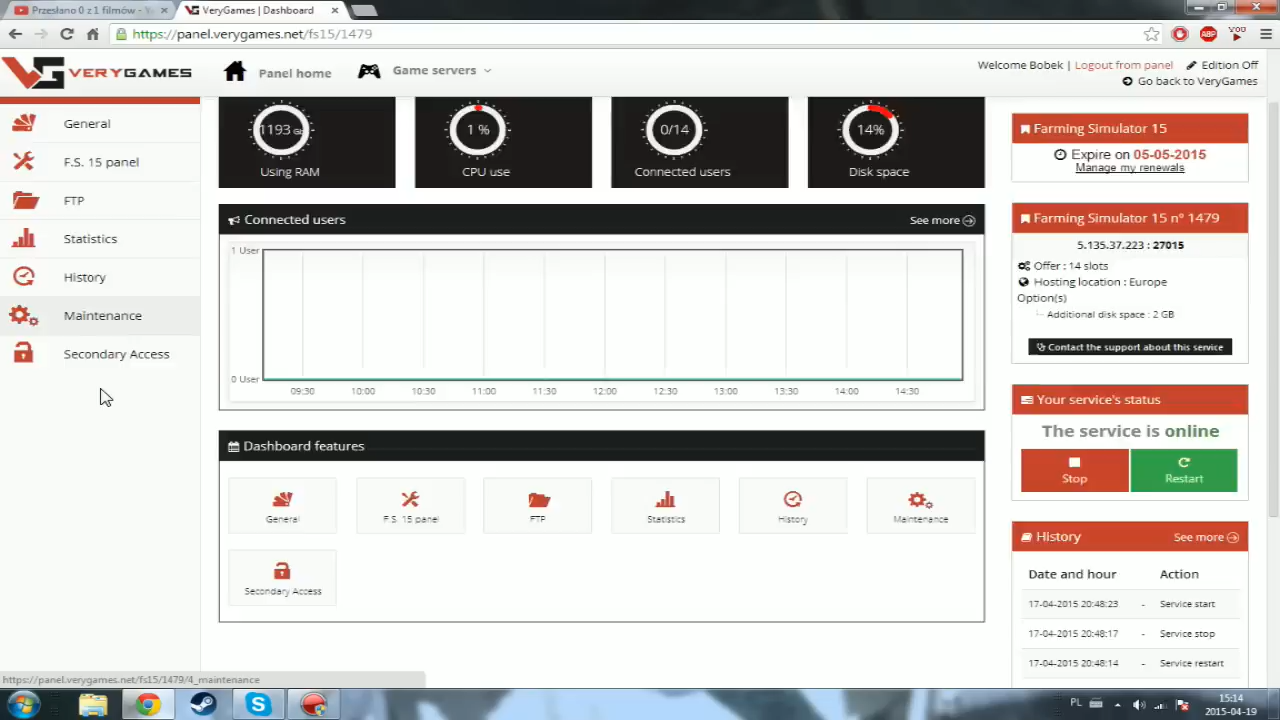 Przesłano 0 z 1 filmów - Y
VeryGames | Dashboard
https://panel.verygames.net/fs15/1479
ABP
YOU
VERYGAMES
Panel home
Game servers
Welcome Bobek | Logout from panel
Edition Off
Go back to VeryGames
General
F.S. 15 panel
FTP
Statistics
History
Maintenance
Secondary Access
1193
Using RAM
1 %
CPU use
0/14
Connected users
14%
Disk space
Connected users
See more
1 User
0 User
09:30
10:00
10:30
11:00
11:30
12:00
12:30
13:00
13:30
14:00
14:30
Dashboard features
General
F.S. 15 panel
FTP
Statistics
History
Maintenance
Secondary Access
Farming Simulator 15
Expire on 05-05-2015
Manage my renewals
Farming Simulator 15 n° 1479
5.135.37.223 : 27015
Offer : 14 slots
Hosting location : Europe
Option(s)
Additional disk space : 2 GB
Contact the support about this service
Your service's status
The service is online
Stop
Restart
History
See more
Date and hour
Action
17-04-2015 20:48:23 - Service start
17-04-2015 20:48:17 - Service stop
17-04-2015 20:48:14 - Service restart
https://panel.verygames.net/fs15/1479/4_maintenance
PL
15:14
2015-04-19